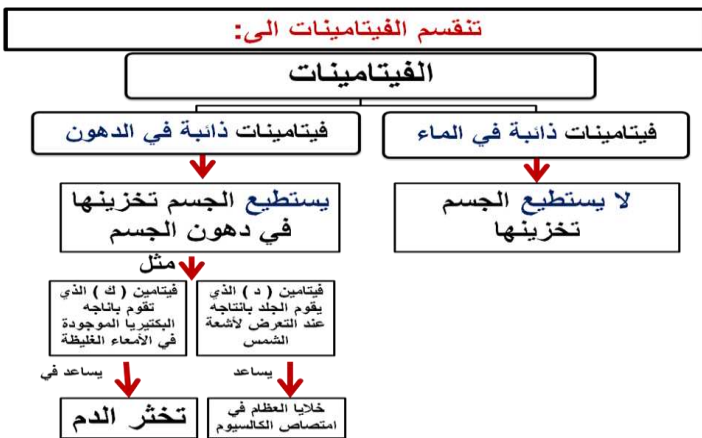 تنقسم الفيتامينات الى:
الفيتامينات
فيتامينات ذائبة في الماء
لا يستطيع الجسم
تخزينها
فيتامينات ذائبة في الدهون
يستطيع الجسم تخزينها
في دهون الجسم
مثل
فيتامين ( د ) الذي
يقوم الجلد بانتاجه
عند التعرض لأشعة
الشمس
يساعد
خلايا العظام في
امتصاص الكالسيوم
فيتامين ( ك ) الذي
تقوم باناجه
البكتيريا الموجودة
في الأمعاء الغليظة
يساعد في
تخثر الدم